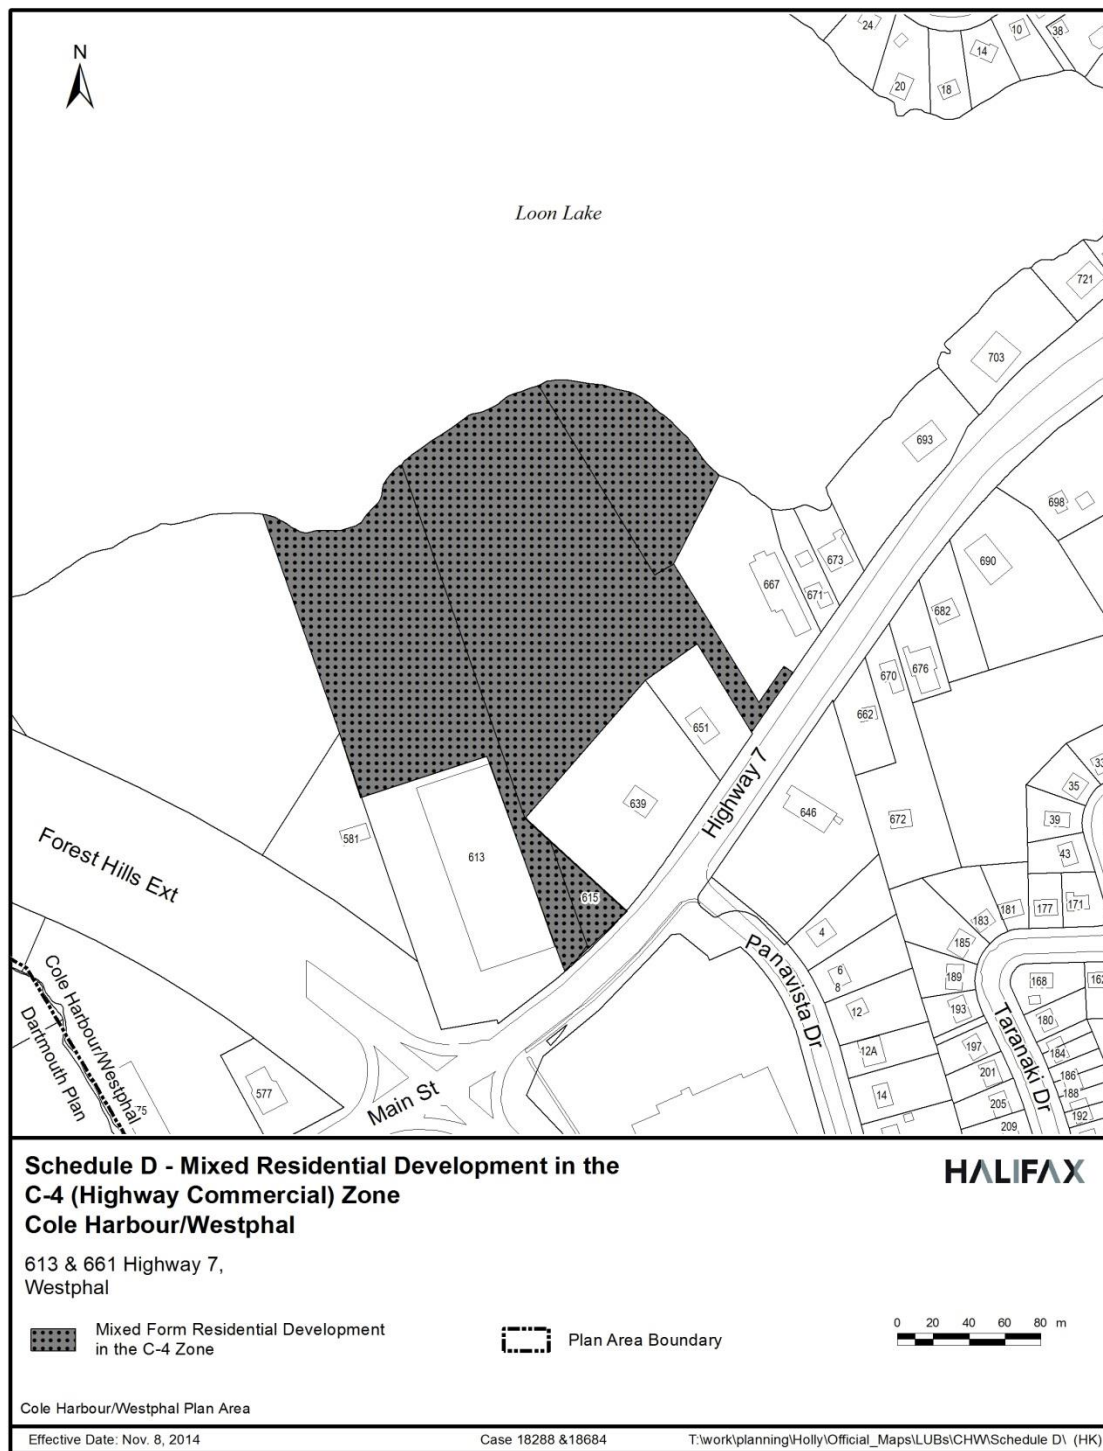 N
24
10
38
14
20
18
Loon Lake
721
703
693
698
690
673
667
671
682
676
670
662
651
Highway 7
639
646
672
33
35
39
43
581
613
615
Forest Hills Ext
4
6
8
12
12A
14
Panavista Dr
181
183
185
177
171
189
193
197
201
205
209
168
162
180
184
186
188
192
Taranaki Dr
Cole Harbour/Westphal
Dartmouth Plan
75
577
Main St
Schedule D - Mixed Residential Development in the
C-4 (Highway Commercial) Zone
Cole Harbour/Westphal
HALIFAX
613 & 661 Highway 7,
Westphal
Mixed Form Residential Development
in the C-4 Zone
Plan Area Boundary
0 20 40 60 80 m
Cole Harbour/Westphal Plan Area
Effective Date: Nov. 8, 2014
Case 18288 &18684
T:\work\planning\Holly\Official_Maps\LUBs\CHW\Schedule D\ (HK)